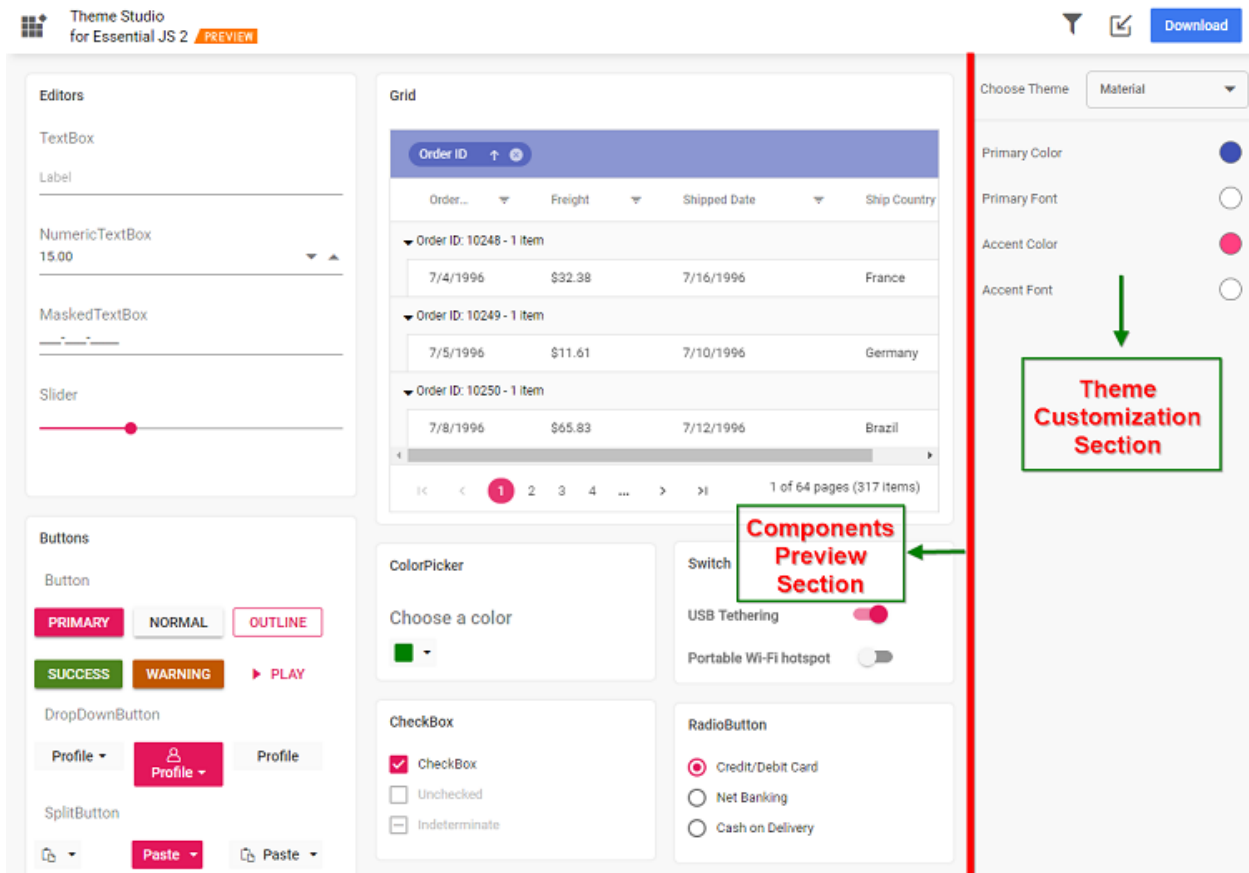 Theme Studio
for Essential JS 2 PREVIEW
Download
Editors
TextBox
Label
NumericTextBox
15.00
MaskedTextBox
__-__-____
Slider
Grid
Order ID
Order... Freight Shipped Date Ship Country
Order ID: 10248 - 1 item
7/4/1996 $32.38 7/16/1996 France
Order ID: 10249 - 1 item
7/5/1996 $11.61 7/10/1996 Germany
Order ID: 10250 - 1 item
7/8/1996 $65.83 7/12/1996 Brazil
1 2 3 4 ... 1 of 64 pages (317 items)
Choose Theme Material
Primary Color
Primary Font
Accent Color
Accent Font
Theme
Customization
Section
Components
Preview
Section
Buttons
Button
PRIMARY NORMAL OUTLINE
SUCCESS WARNING PLAY
DropDownButton
Profile Profile Profile
SplitButton
Paste Paste
ColorPicker
Choose a color
Switch
USB Tethering
Portable Wi-Fi hotspot
CheckBox
CheckBox
Unchecked
Indeterminate
RadioButton
Credit/Debit Card
Net Banking
Cash on Delivery